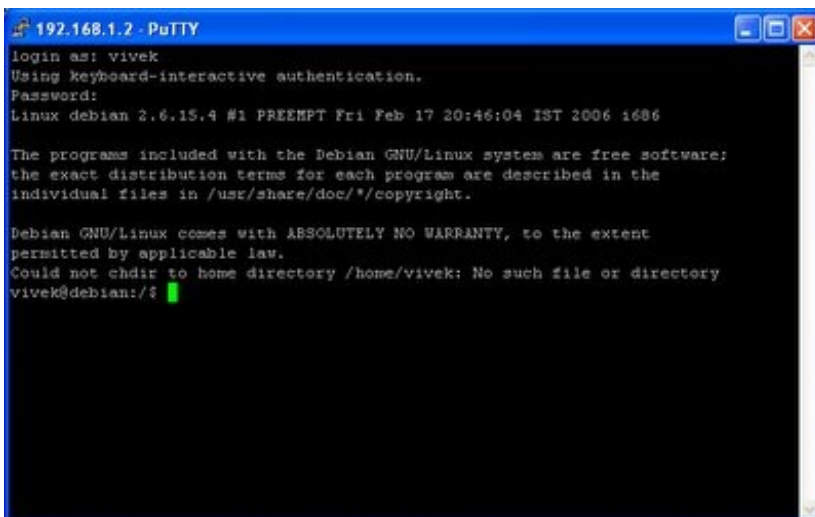 192.168.1.2 - PuTTY
login as: vivek
Using keyboard-interactive authentication.
Password:
Linux debian 2.6.15.4 #1 PREEMPT Fri Feb 17 20:46:04 IST 2006 i686
The programs included with the Debian GNU/Linux system are free software;
the exact distribution terms for each program are described in the
individual files in /usr/share/doc/*/copyright.
Debian GNU/Linux comes with ABSOLUTELY NO WARRANTY, to the extent
permitted by applicable law.
Could not chdir to home directory /home/vivek: No such file or directory
vivek@debian:/$